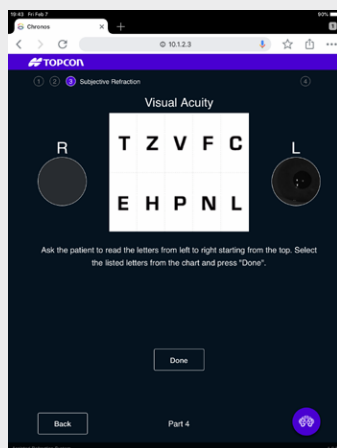 19:43 Fri Feb 7
90%
Chronos
10.1.2.3
TOPCON
1 2 3 Subjective Refraction 4
Visual Acuity
R
L
T Z V F C
E H P N L
Ask the patient to read the letters from left to right starting from the top. Select
the listed letters from the chart and press "Done".
Done
Back
Part 4